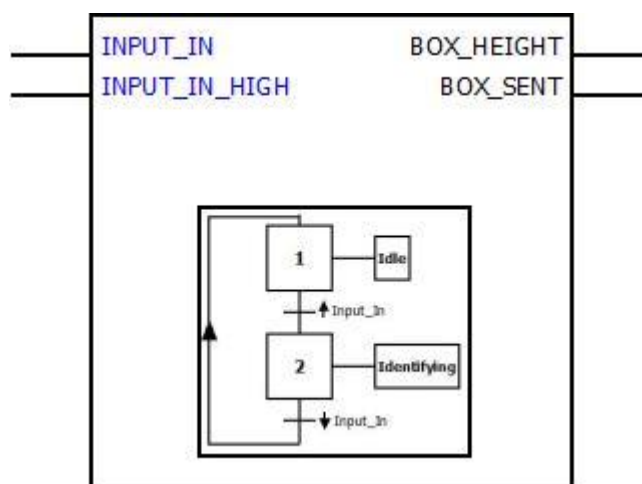 INPUT_IN BOX_HEIGHT
INPUT_IN_HIGH BOX_SENT
1 Idle
Input_In
2 Identifying
Input_In